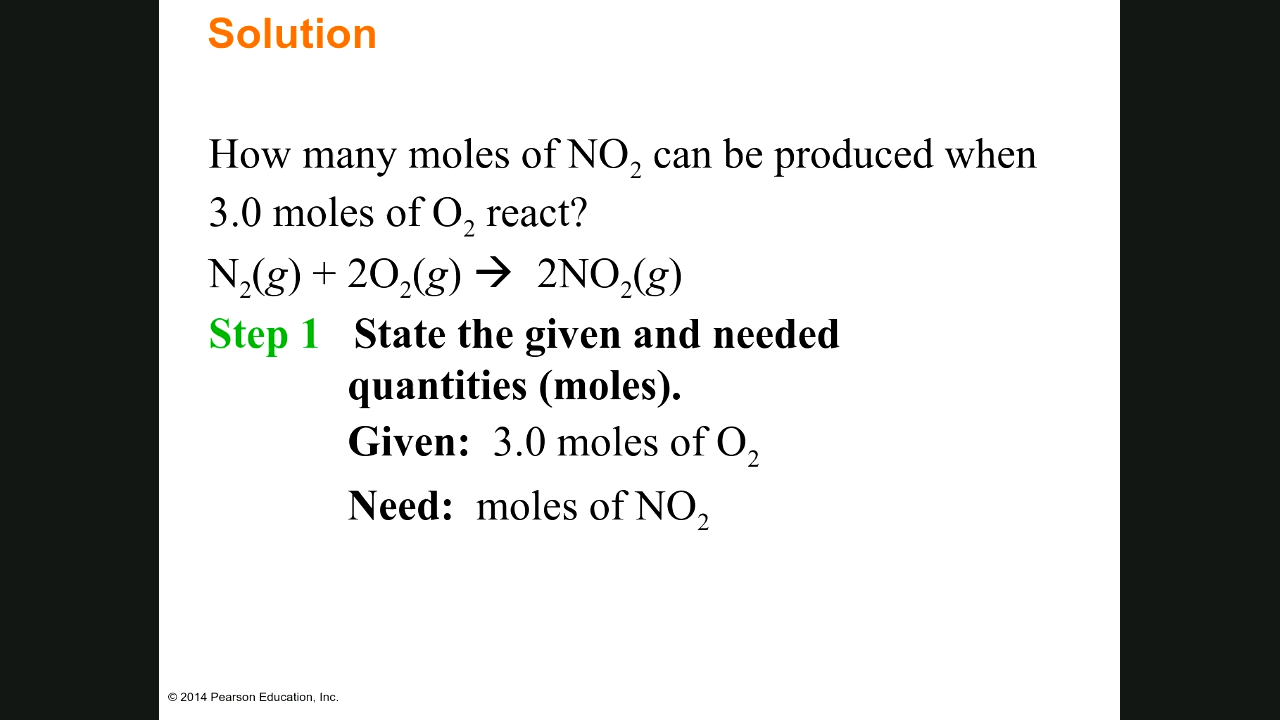 Solution
How many moles of NO₂ can be produced when
3.0 moles of O₂ react?
N₂(g) + 2O₂(g) → 2NO₂(g)
Step 1 State the given and needed
quantities (moles).
Given: 3.0 moles of O₂
Need: moles of NO₂
© 2014 Pearson Education, Inc.